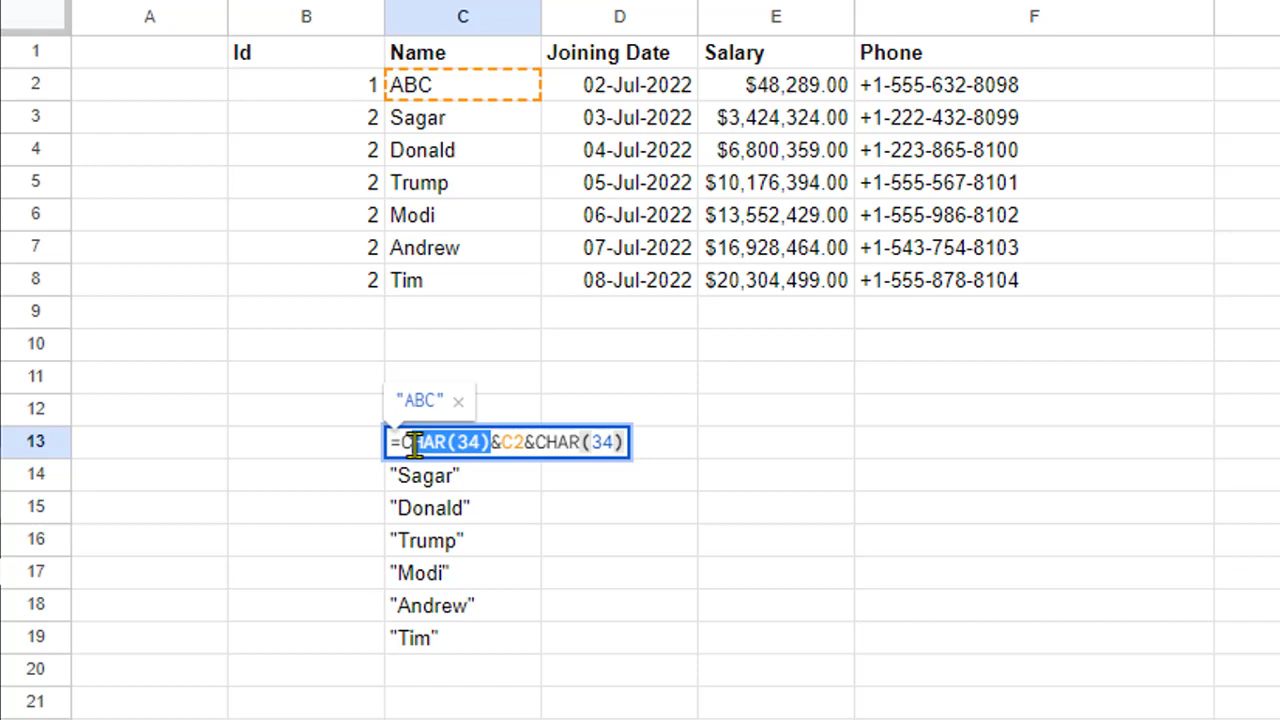 A B C D E F
1 Id Name Joining Date Salary Phone
2 1 ABC 02-Jul-2022 $48,289.00 +1-555-632-8098
3 2 Sagar 03-Jul-2022 $3,424,324.00 +1-222-432-8099
4 2 Donald 04-Jul-2022 $6,800,359.00 +1-223-865-8100
5 2 Trump 05-Jul-2022 $10,176,394.00 +1-555-567-8101
6 2 Modi 06-Jul-2022 $13,552,429.00 +1-555-986-8102
7 2 Andrew 07-Jul-2022 $16,928,464.00 +1-543-754-8103
8 2 Tim 08-Jul-2022 $20,304,499.00 +1-555-878-8104
9
10
11
12 "ABC" ×
13 =CHAR(34)&C2&CHAR(34)
14 "Sagar"
15 "Donald"
16 "Trump"
17 "Modi"
18 "Andrew"
19 "Tim"
20
21